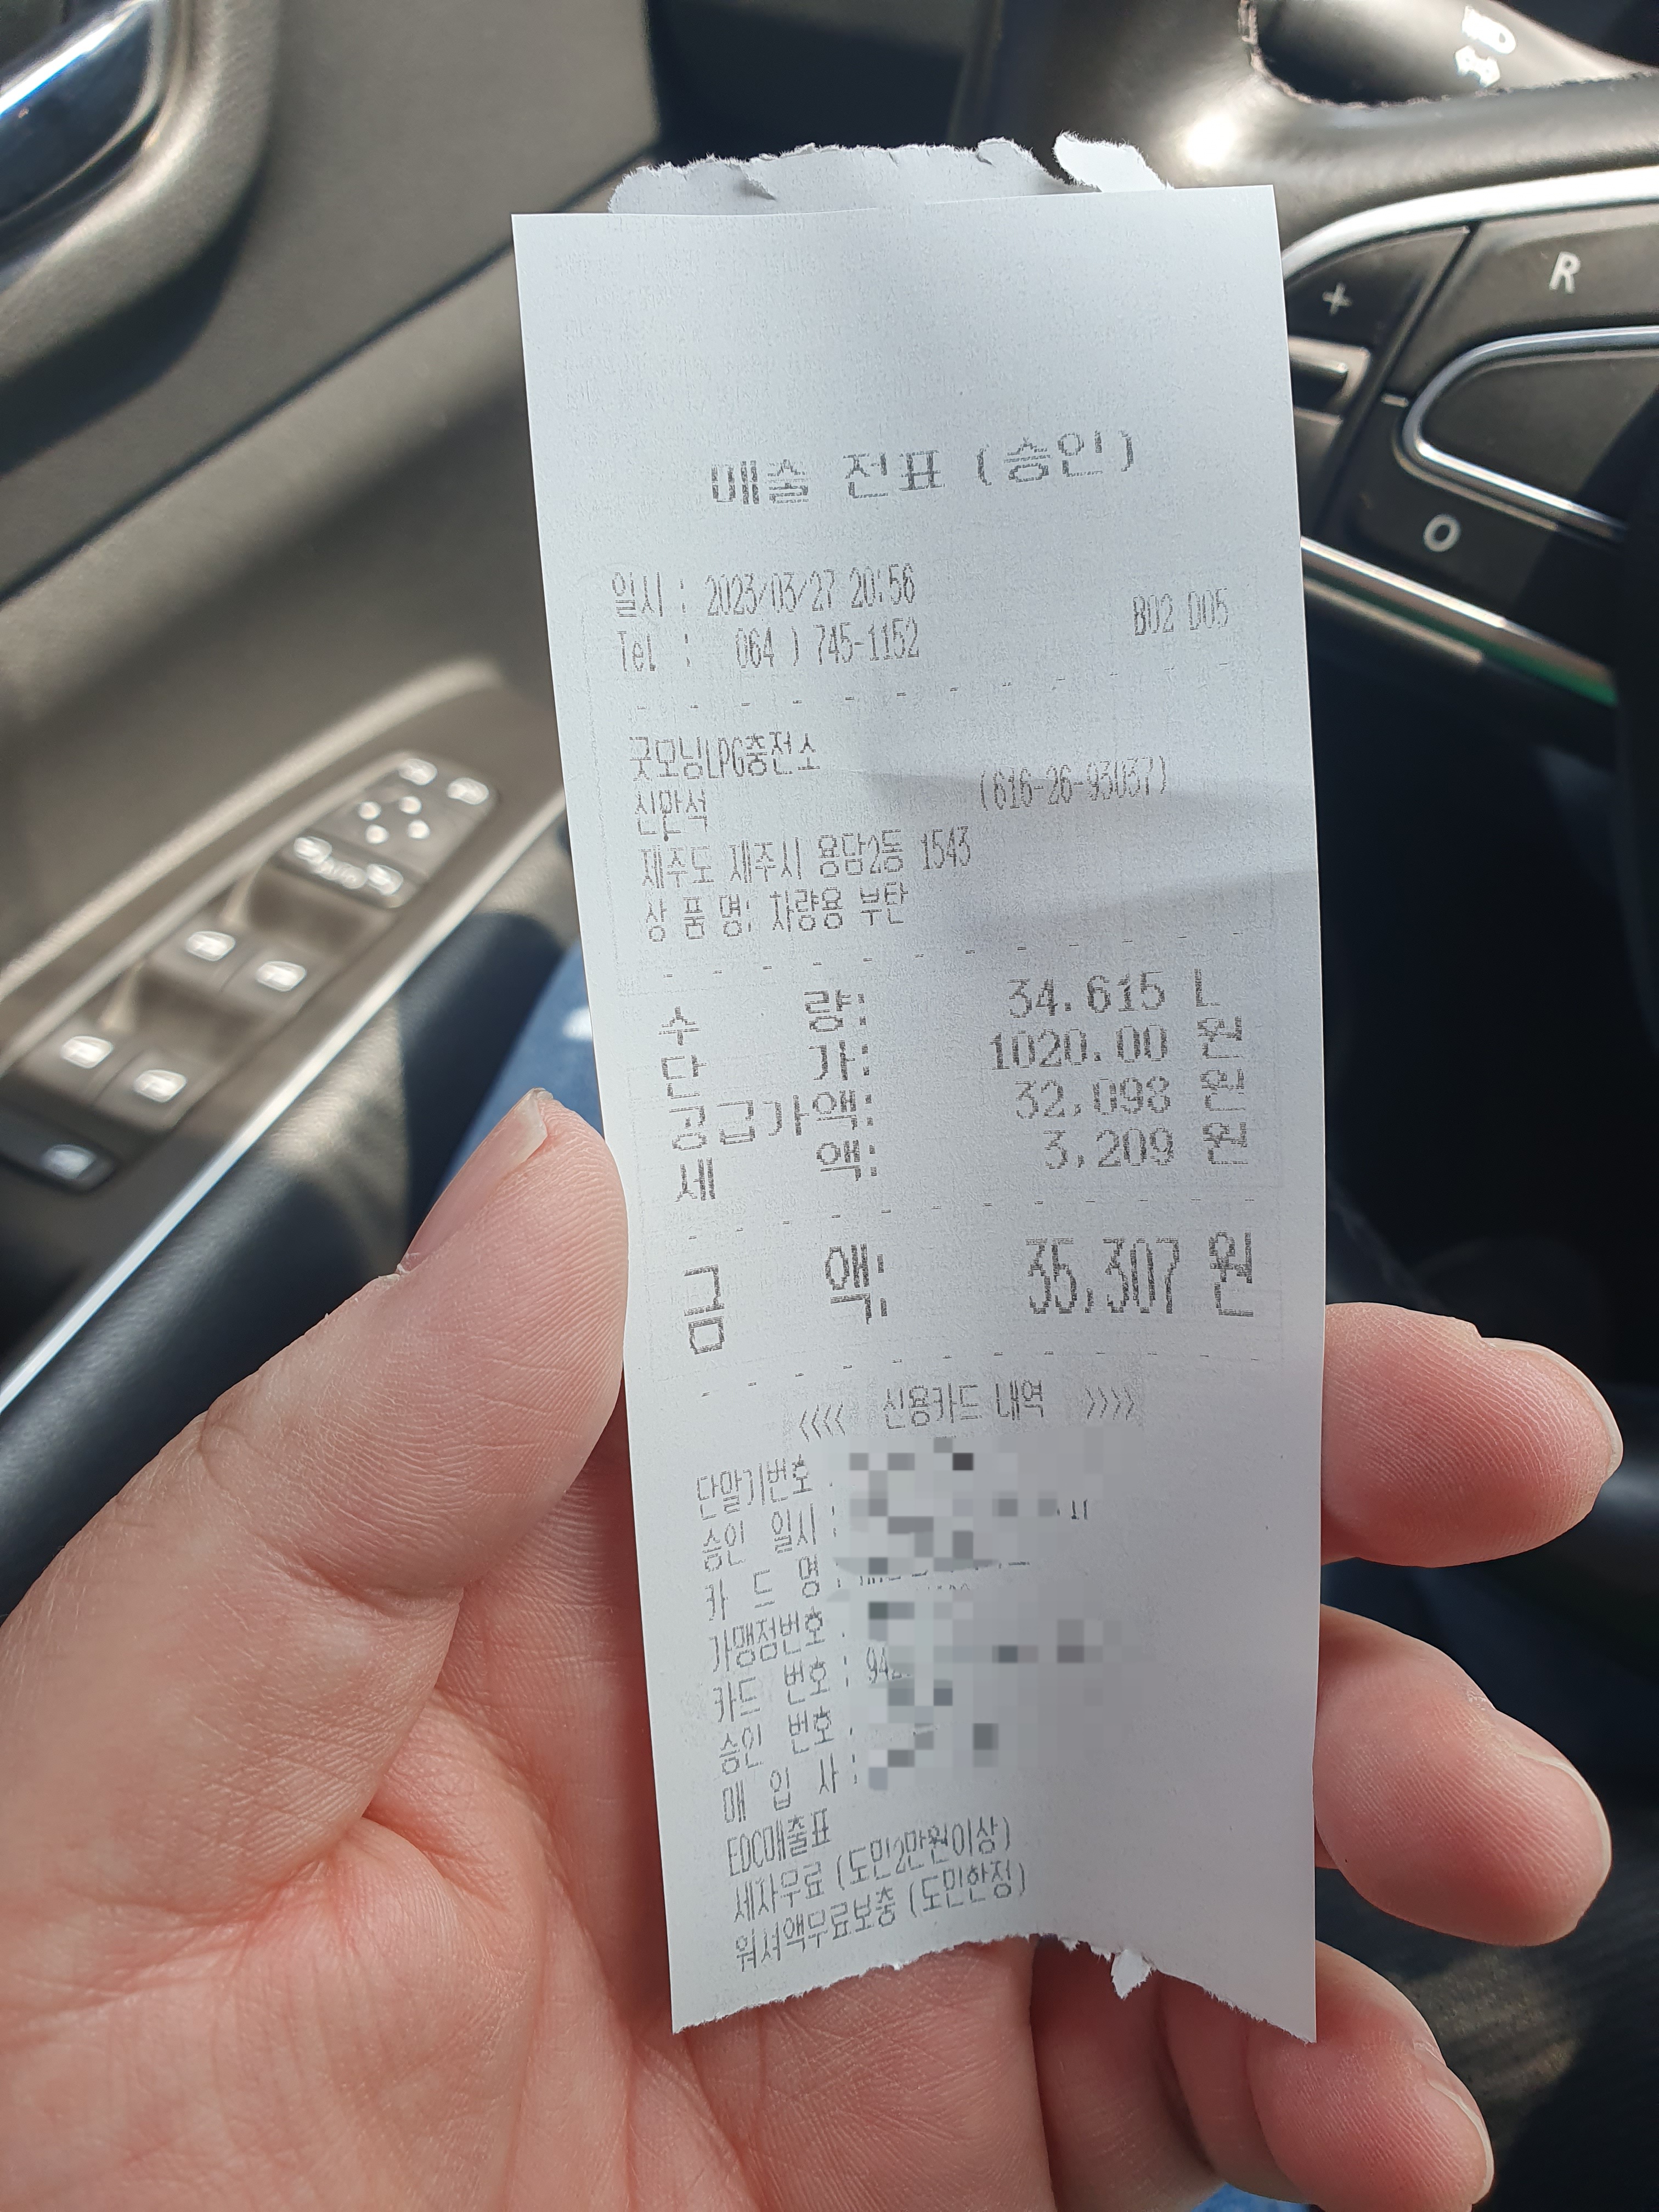 매출 전표 (승인)
일시 : 2023/03/27 20:56
Tel : 064 ) 745-1152 B02 D05
굿모닝LPG충전소
신만석 (616-26-93037)
제주도 제주시 용담2동 1543
상 품 명: 차량용 부탄
수 량: 34.615 L
단 가: 1020.00 원
공급가액: 32,098 원
세 액: 3,209 원
금 액: 35,307 원
<<<< 신용카드 내역 >>>>
단말기번호 :
승인 일시 :
카 드 명 :
가맹점번호 :
카드 번호 : 94
승인 번호 :
매 입 사 :
EDC매출표
세차무료 (도민2만원이상)
워셔액무료보충 (도민한정)
+
R
O
AUTO